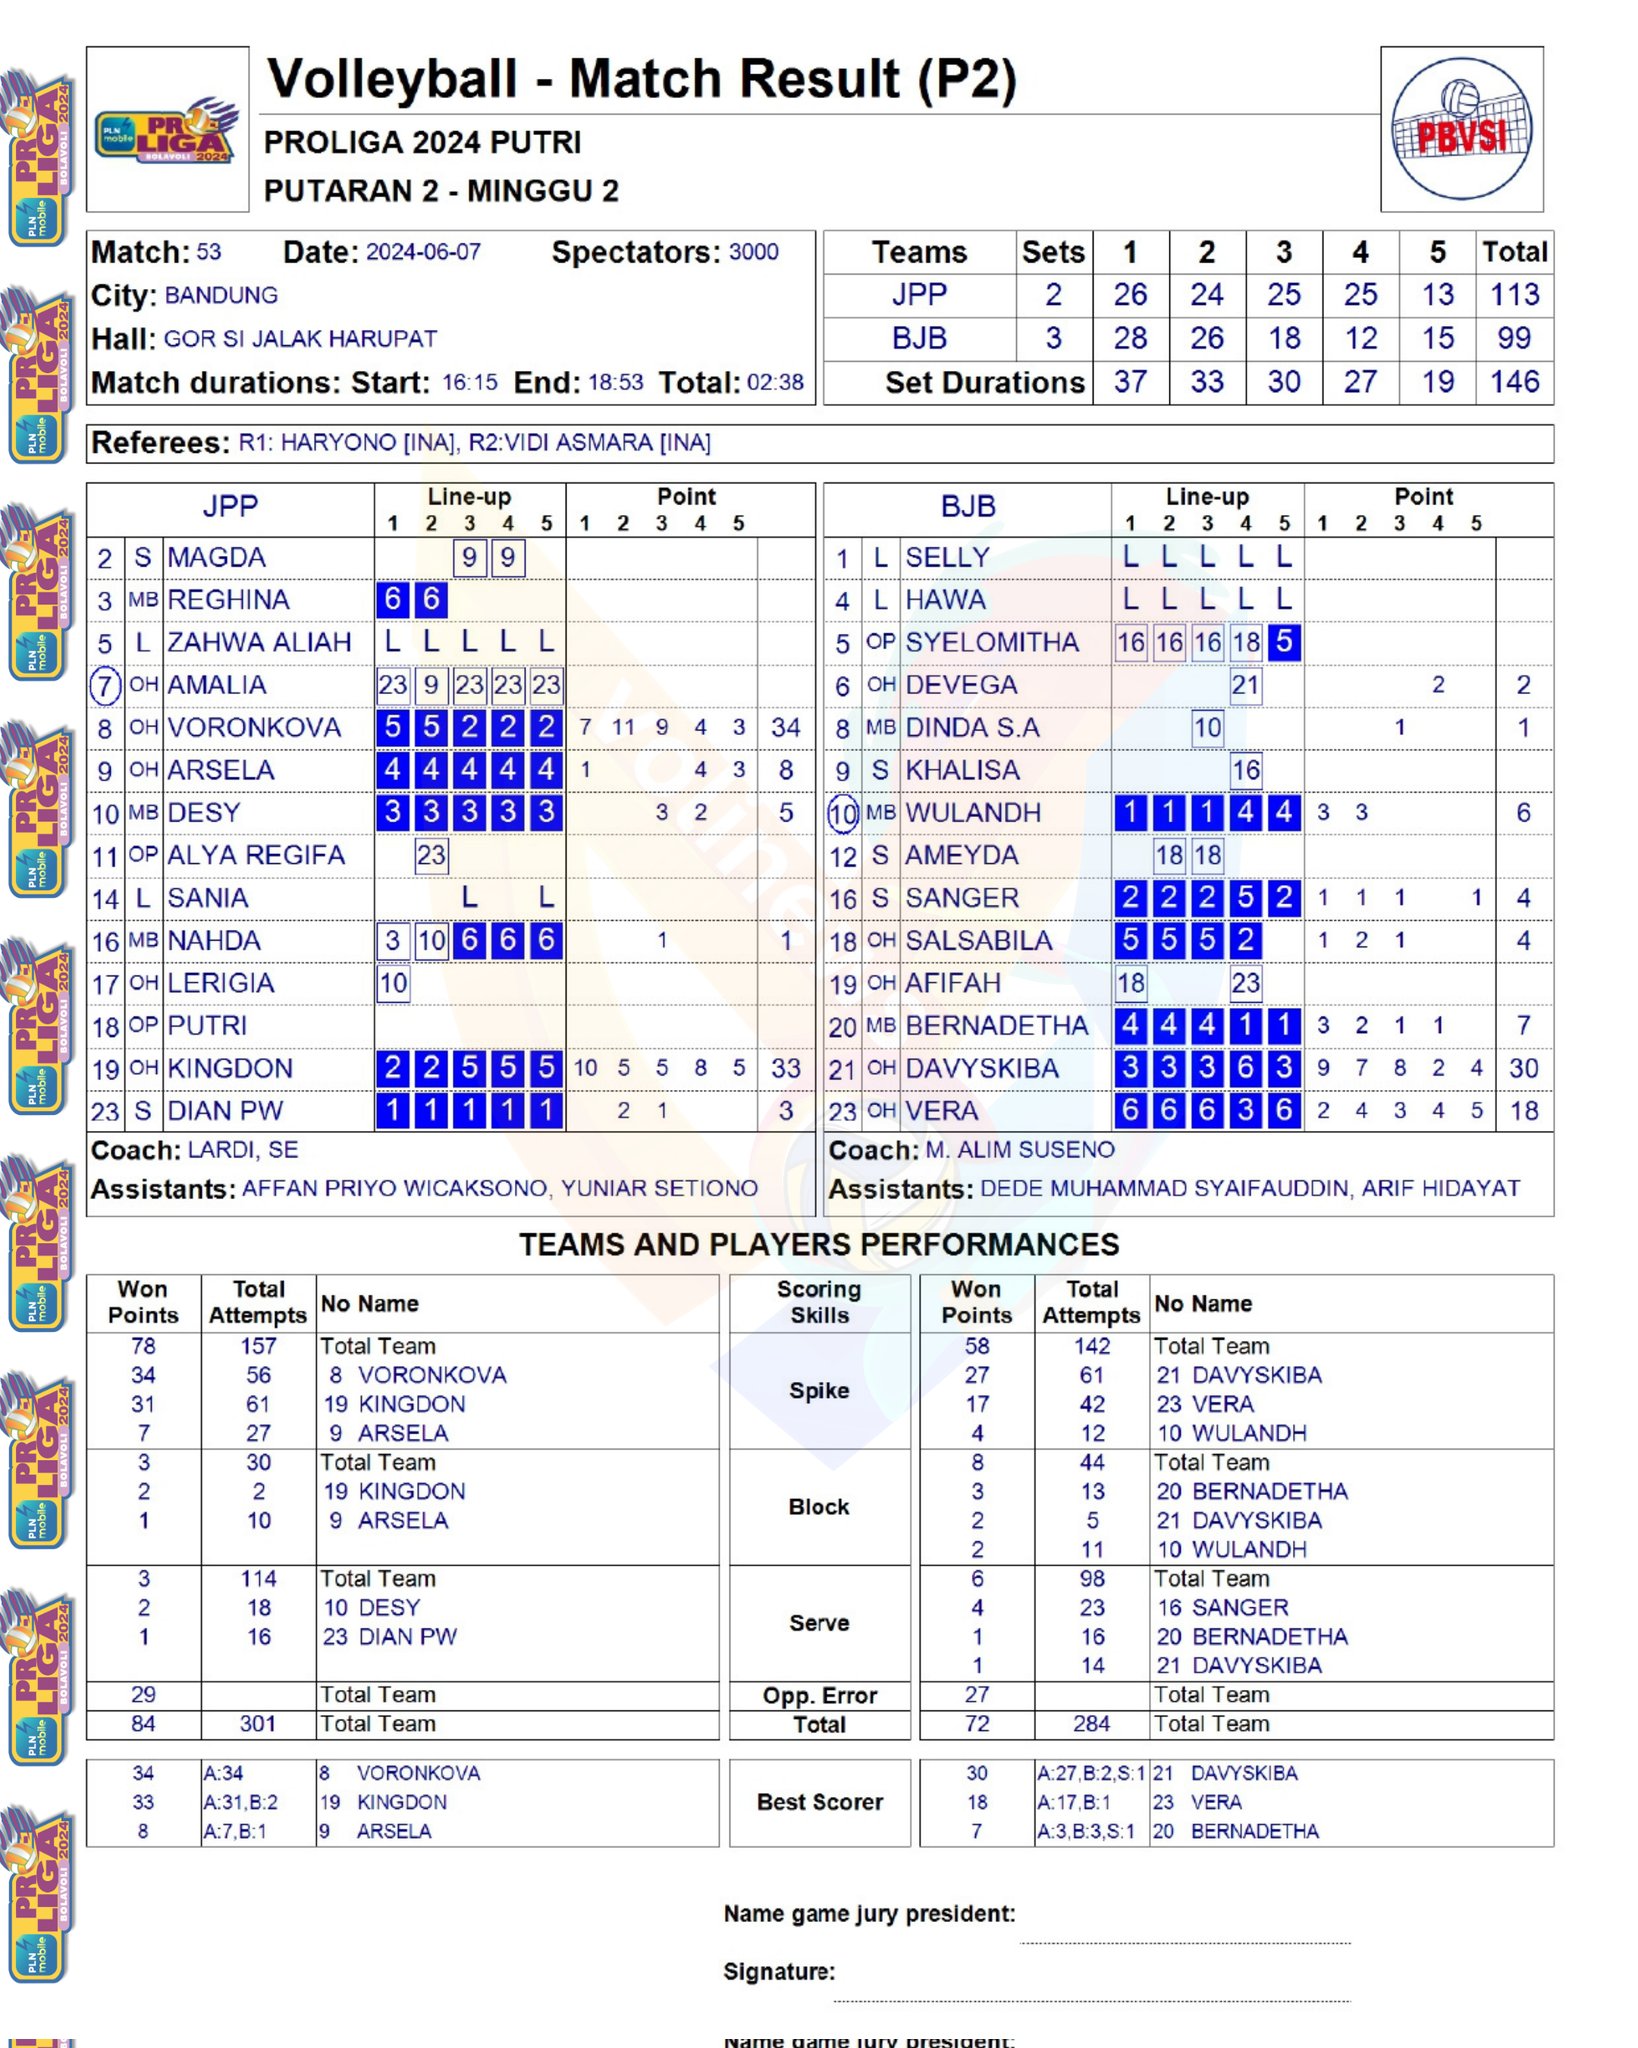 Volleyball - Match Result (P2)
PROLIGA 2024 PUTRI
PUTARAN 2 - MINGGU 2
PLN mobile PROLIGA BOLAVOLI 2024
PBVSI
Match: 53 Date: 2024-06-07 Spectators: 3000
City: BANDUNG
Hall: GOR SI JALAK HARUPAT
Match durations: Start: 16:15 End: 18:53 Total: 02:38
Teams Sets 1 2 3 4 5 Total
JPP 2 26 24 25 25 13 113
BJB 3 28 26 18 12 15 99
Set Durations 37 33 30 27 19 146
Referees: R1: HARYONO [INA], R2:VIDI ASMARA [INA]
JPP Line-up Point
1 2 3 4 5 1 2 3 4 5
2 S MAGDA 9 9
3 MB REGHINA 6 6
5 L ZAHWA ALIAH L L L L L
7 OH AMALIA 23 9 23 23 23
8 OH VORONKOVA 5 5 2 2 2 7 11 9 4 3 34
9 OH ARSELA 4 4 4 4 4 1 4 3 8
10 MB DESY 3 3 3 3 3 3 2 5
11 OP ALYA REGIFA 23
14 L SANIA L L
16 MB NAHDA 3 10 6 6 6 1 1
17 OH LERIGIA 10
18 OP PUTRI
19 OH KINGDON 2 2 5 5 5 10 5 5 8 5 33
23 S DIAN PW 1 1 1 1 1 2 1 3
Coach: LARDI, SE
Assistants: AFFAN PRIYO WICAKSONO, YUNIAR SETIONO
BJB Line-up Point
1 2 3 4 5 1 2 3 4 5
1 L SELLY L L L L L
4 L HAWA L L L L L
5 OP SYELOMITHA 16 16 16 18 5
6 OH DEVEGA 21 2 2
8 MB DINDA S.A 10 1 1
9 S KHALISA 16
10 MB WULANDH 1 1 1 4 4 3 3 6
12 S AMEYDA 18 18
16 S SANGER 2 2 2 5 2 1 1 1 1 4
18 OH SALSABILA 5 5 5 2 1 2 1 4
19 OH AFIFAH 18 23
20 MB BERNADETHA 4 4 4 1 1 3 2 1 1 7
21 OH DAVYSKIBA 3 3 3 6 3 9 7 8 2 4 30
23 OH VERA 6 6 6 3 6 2 4 3 4 5 18
Coach: M. ALIM SUSENO
Assistants: DEDE MUHAMMAD SYAIFAUDDIN, ARIF HIDAYAT
TEAMS AND PLAYERS PERFORMANCES
Won Points Total Attempts No Name Scoring Skills Won Points Total Attempts No Name
78 157 Total Team Spike 58 142 Total Team
34 56 8 VORONKOVA 27 61 21 DAVYSKIBA
31 61 19 KINGDON 17 42 23 VERA
7 27 9 ARSELA 4 12 10 WULANDH
3 30 Total Team Block 8 44 Total Team
2 2 19 KINGDON 3 13 20 BERNADETHA
1 10 9 ARSELA 2 5 21 DAVYSKIBA
2 11 10 WULANDH
3 114 Total Team Serve 6 98 Total Team
2 18 10 DESY 4 23 16 SANGER
1 16 23 DIAN PW 1 16 20 BERNADETHA
1 14 21 DAVYSKIBA
29 Total Team Opp. Error 27 Total Team
84 301 Total Team Total 72 284 Total Team
34 A:34 8 VORONKOVA Best Scorer 30 A:27,B:2,S:1 21 DAVYSKIBA
33 A:31,B:2 19 KINGDON 18 A:17,B:1 23 VERA
8 A:7,B:1 9 ARSELA 7 A:3,B:3,S:1 20 BERNADETHA
Name game jury president:
Signature:
Name game jury president: